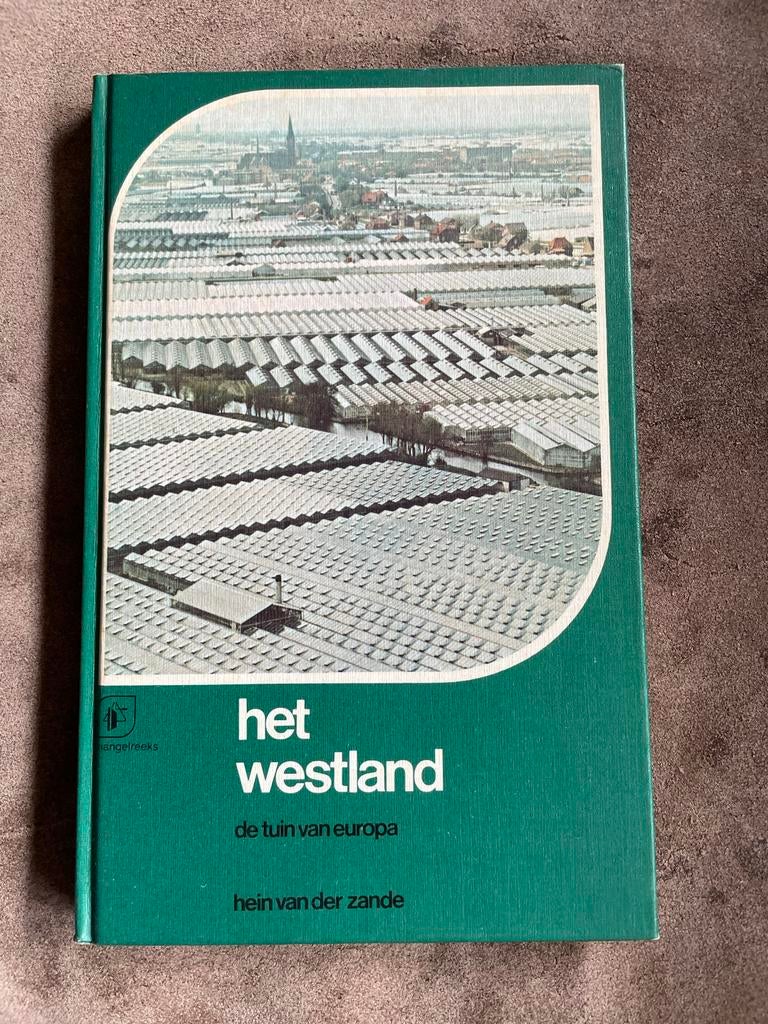 het
westland
de tuin van europa
hein van der zande